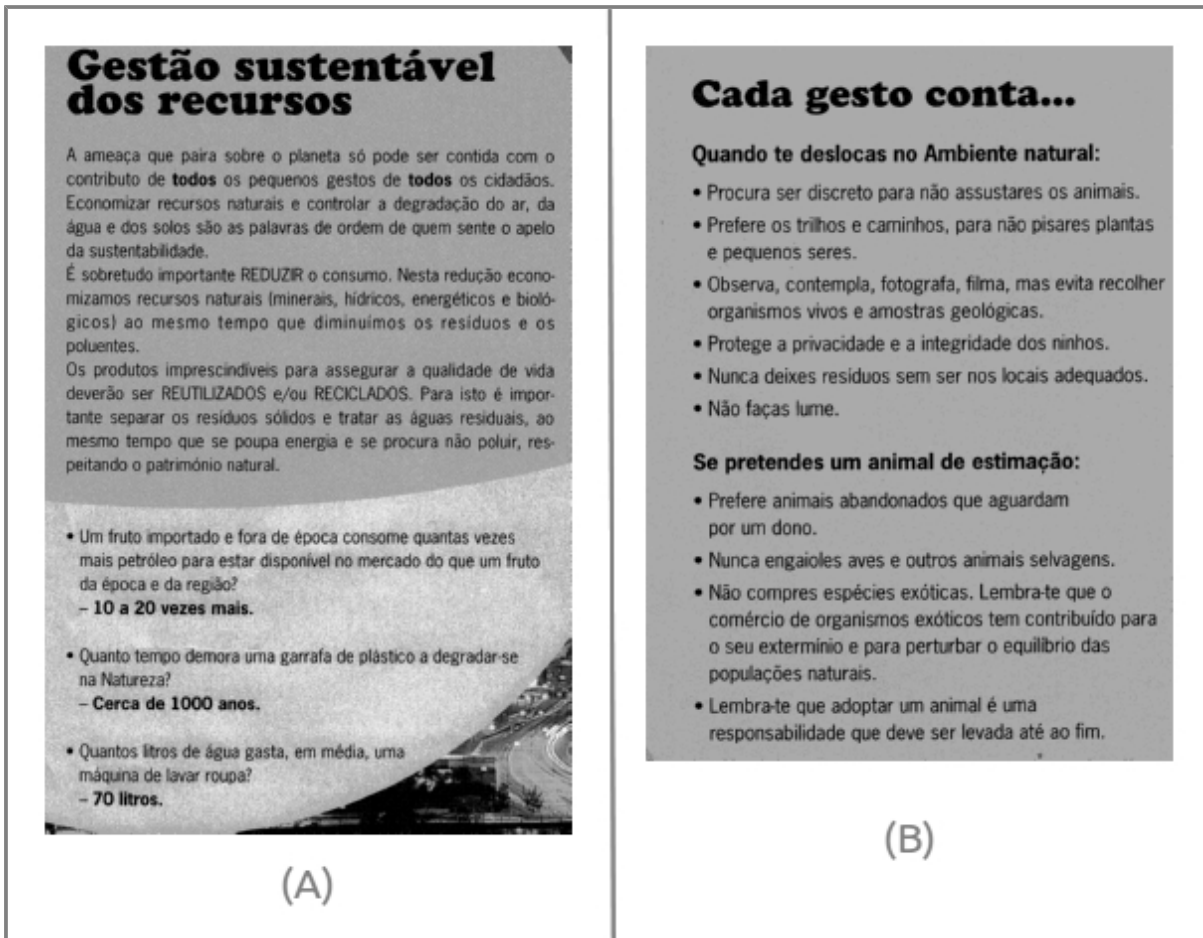 Gestão sustentável
dos recursos
A ameaça que paira sobre o planeta só pode ser contida com o
contributo de todos os pequenos gestos de todos os cidadãos.
Economizar recursos naturais e controlar a degradação do ar, da
água e dos solos são as palavras de ordem de quem sente o apelo
da sustentabilidade.
É sobretudo importante REDUZIR o consumo. Nesta redução econo-
mizamos recursos naturais (minerais, hídricos, energéticos e bioló-
gicos) ao mesmo tempo que diminuímos os resíduos e os
poluentes.
Os produtos imprescindíveis para assegurar a qualidade de vida
deverão ser REUTILIZADOS e/ou RECICLADOS. Para isto é impor-
tante separar os resíduos sólidos e tratar as águas residuais, ao
mesmo tempo que se poupa energia e se procura não poluir, res-
peitando o património natural.
• Um fruto importado e fora de época consome quantas vezes
mais petróleo para estar disponível no mercado do que um fruto
da época e da região?
– 10 a 20 vezes mais.
• Quanto tempo demora uma garrafa de plástico a degradar-se
na Natureza?
– Cerca de 1000 anos.
• Quantos litros de água gasta, em média, uma
máquina de lavar roupa?
– 70 litros.
(A)
Cada gesto conta...
Quando te deslocas no Ambiente natural:
• Procura ser discreto para não assustares os animais.
• Prefere os trilhos e caminhos, para não pisares plantas
e pequenos seres.
• Observa, contempla, fotografa, filma, mas evita recolher
organismos vivos e amostras geológicas.
• Protege a privacidade e a integridade dos ninhos.
• Nunca deixes resíduos sem ser nos locais adequados.
• Não faças lume.
Se pretendes um animal de estimação:
• Prefere animais abandonados que aguardam
por um dono.
• Nunca engaioles aves e outros animais selvagens.
• Não compres espécies exóticas. Lembra-te que o
comércio de organismos exóticos tem contribuído para
o seu extermínio e para perturbar o equilíbrio das
populações naturais.
• Lembra-te que adoptar um animal é uma
responsabilidade que deve ser levada até ao fim.
(B)